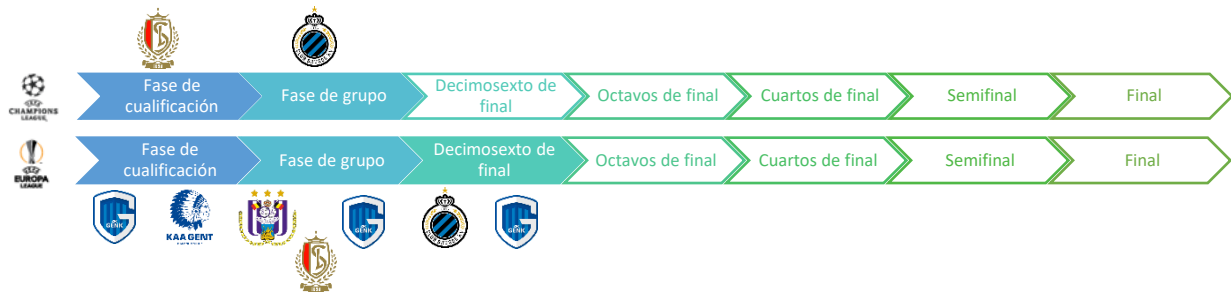 UEFA
CHAMPIONS
LEAGUE
Fase de
cualificación
Fase de grupo
Decimosexto de
final
Octavos de final
Cuartos de final
Semifinal
Final
EUROPA
LEAGUE
Fase de
cualificación
Fase de grupo
Decimosexto de
final
Octavos de final
Cuartos de final
Semifinal
Final
GENK
KAA GENT
GENK
GENK